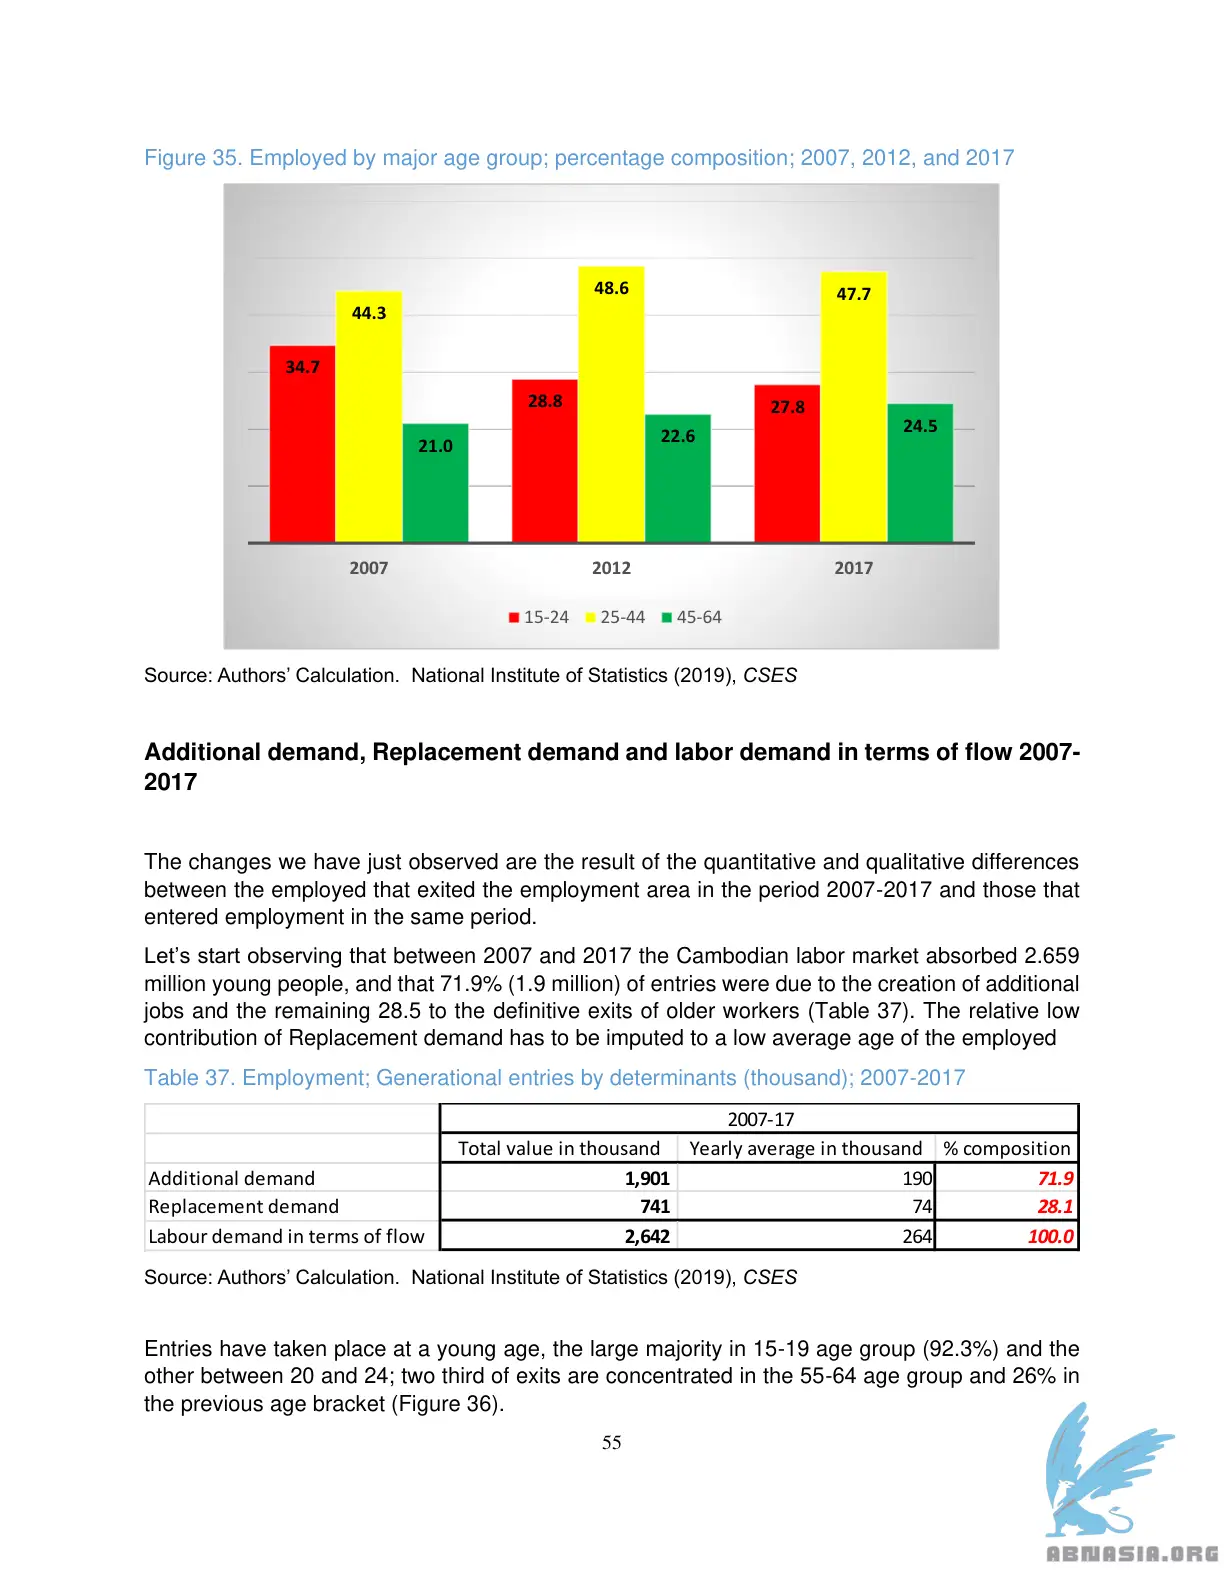 Figure 35. Employed by major age group; percentage composition; 2007, 2012, and 2017
48.6
47.7
44.3
34.7
28.8
27.8
24.5
22.6
21.0
2007 2012 2017
15-24 25-44 45-64
Source: Authors’ Calculation.  National Institute of Statistics (2019), CSES
Additional demand, Replacement demand and labor demand in terms of flow 2007-
2017
The changes we have just observed are the result of the quantitative and qualitative differences
between the employed that exited the employment area in the period 2007-2017 and those that
entered employment in the same period.
Let’s start observing that between 2007 and 2017 the Cambodian labor market absorbed 2.659
million young people, and that 71.9% (1.9 million) of entries were due to the creation of additional
jobs and the remaining 28.5 to the definitive exits of older workers (Table 37). The relative low
contribution of Replacement demand has to be imputed to a low average age of the employed
Table 37. Employment; Generational entries by determinants (thousand); 2007-2017
2007-17
Total value in thousand Yearly average in thousand % composition
Additional demand 1,901 190 71.9
Replacement demand 741 74 28.1
Labour demand in terms of flow 2,642 264 100.0
Source: Authors’ Calculation.  National Institute of Statistics (2019), CSES
Entries have taken place at a young age, the large majority in 15-19 age group (92.3%) and the
other between 20 and 24; two third of exits are concentrated in the 55-64 age group and 26% in
the previous age bracket (Figure 36).
55
ABNASIA.ORG